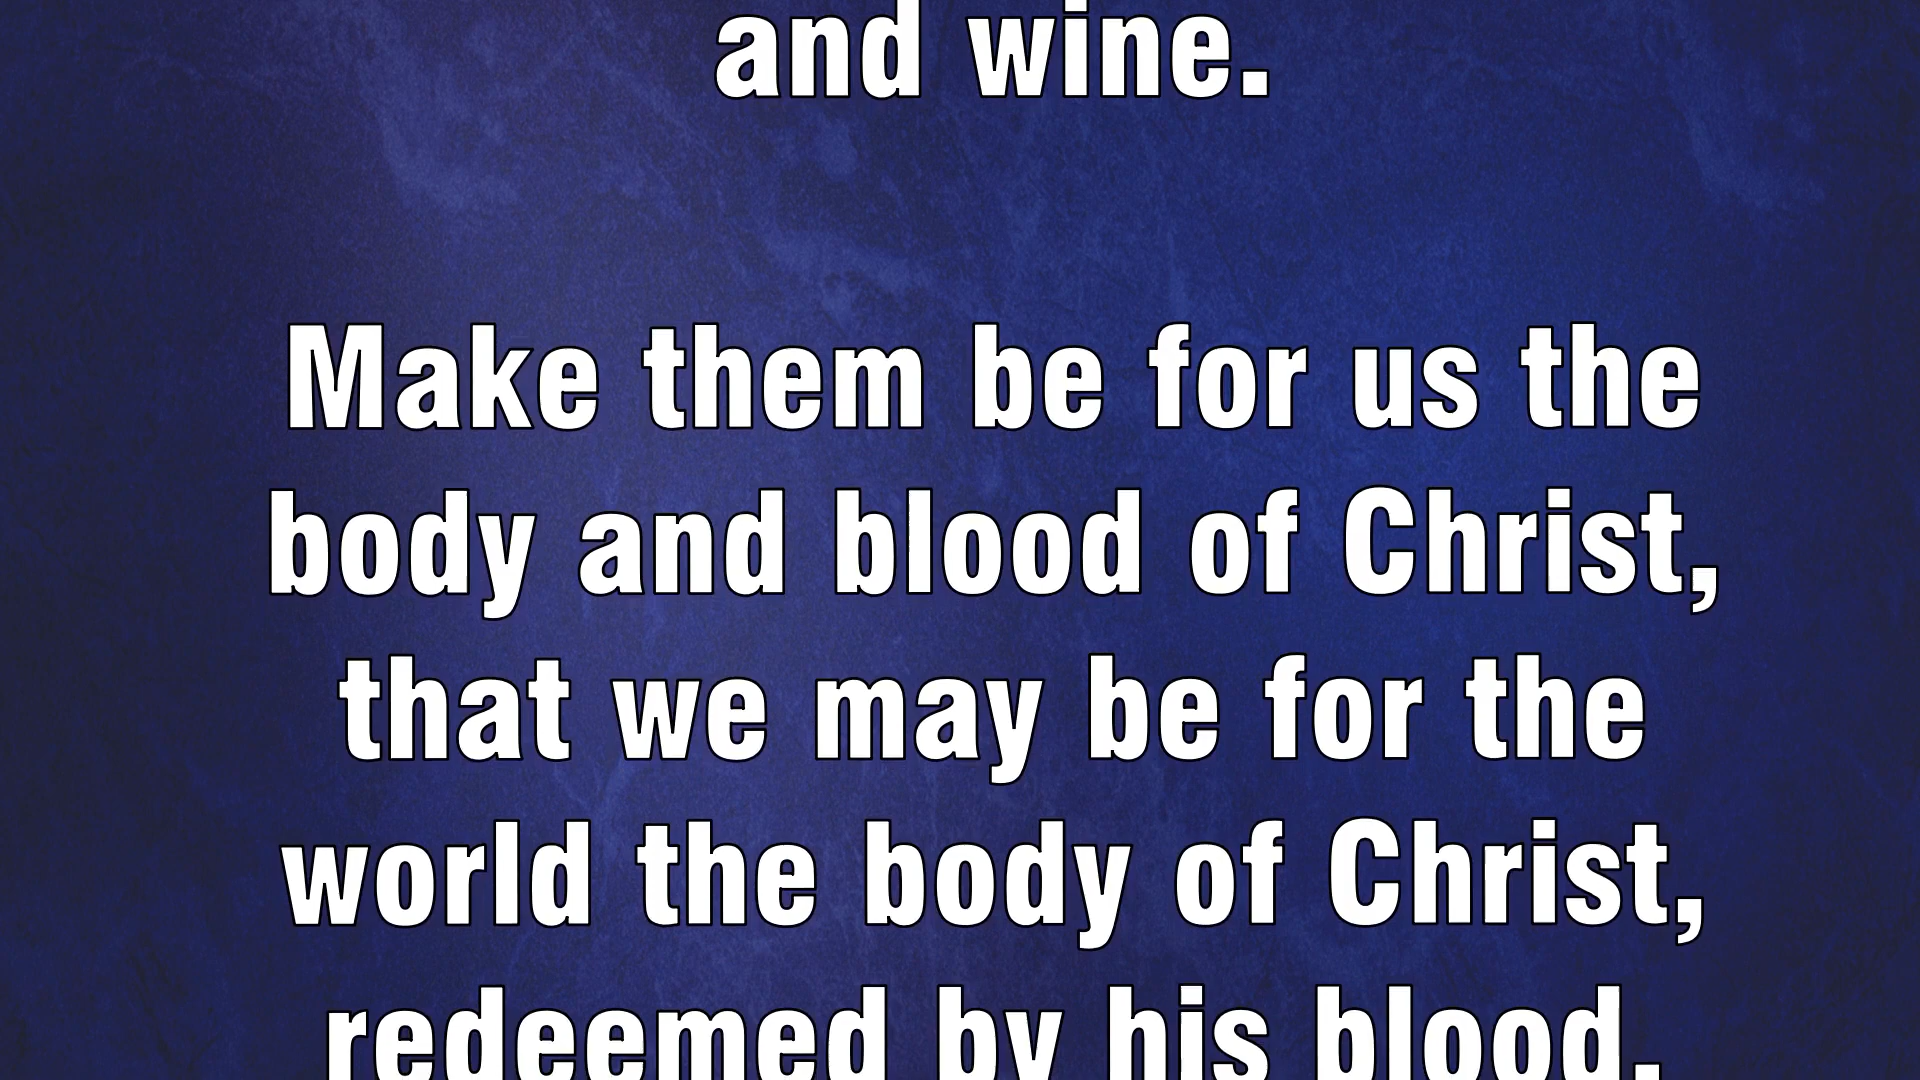 and wine.
Make them be for us the
body and blood of Christ,
that we may be for the
world the body of Christ,
redeemed by his blood.